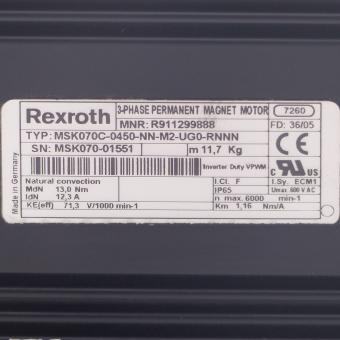 Rexroth 3-PHASE PERMANENT MAGNET MOTOR 7260
MNR: R911299888 FD: 36/05
TYP: MSK070C-0450-NN-M2-UG0-RNNN
SN: MSK070-01551 m 11,7 Kg
Inverter Duty VPWM
CE
c UR US
Made in Germany
Natural convection I.Cl. F I.Sy. ECM1
MdN 13,0 Nm IP65 Umax. 600 V AC
IdN 12,3 A n max. 6000 min-1
KE(eff) 71,3 V/1000 min-1 Km 1,16 Nm/A